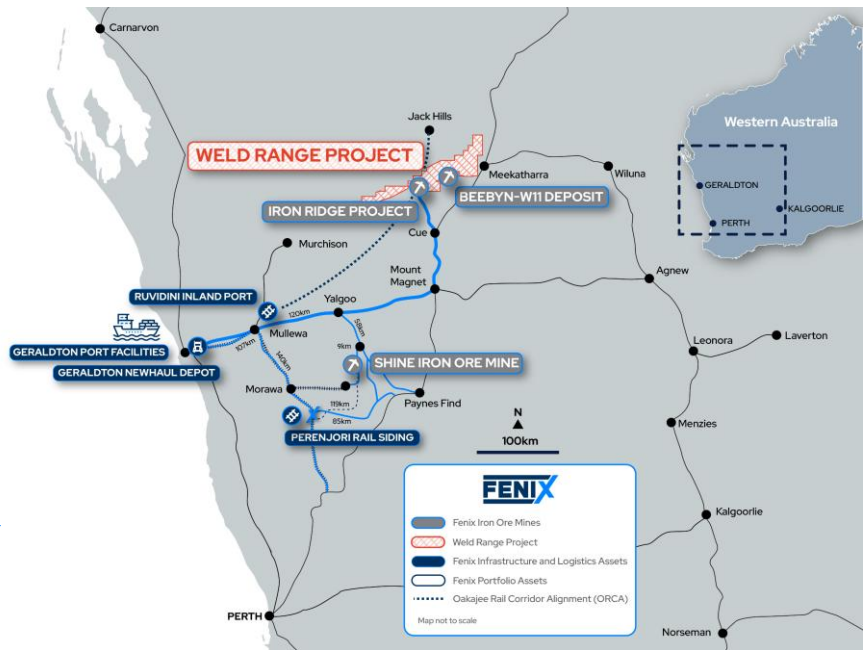 Carnarvon
Jack Hills
WELD RANGE PROJECT
Meekatharra
Wiluna
BEEBYN-W11 DEPOSIT
IRON RIDGE PROJECT
Cue
Murchison
Mount
Magnet
Agnew
RUVIDINI INLAND PORT
Yalgoo
120km
58km
Mullewa
107km
GERALDTON PORT FACILITIES
GERALDTON NEWHAUL DEPOT
9km
140km
SHINE IRON ORE MINE
Leonora
Laverton
Morawa
119km
85km
Paynes Find
PERENJORI RAIL SIDING
Menzies
N
100km
Kalgoorlie
PERTH
Norseman
Western Australia
GERALDTON
KALGOORLIE
PERTH
FENIX
Fenix Iron Ore Mines
Weld Range Project
Fenix Infrastructure and Logistics Assets
Fenix Portfolio Assets
Oakajee Rail Corridor Alignment (ORCA)
Map not to scale